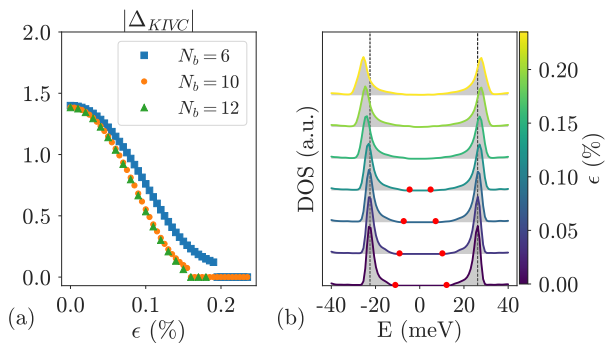 |Δ_KIVC|
2.0
1.5
1.0
0.5
0.0
N_b = 6
N_b = 10
N_b = 12
0.0 0.1 0.2
(a) ϵ (%)
DOS (a.u.)
−40 −20 0 20 40
(b) E (meV)
0.20
0.15
0.10
0.05
0.00
ϵ (%)